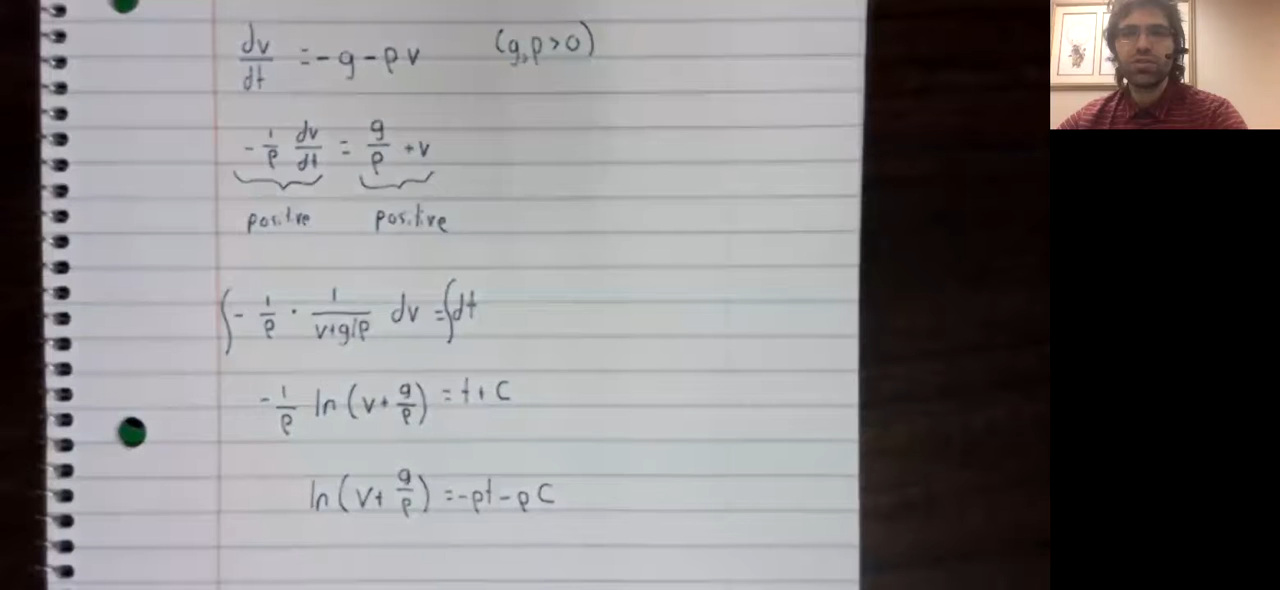 dv/dt = -g - ρv (g,ρ>0)
-1/ρ dv/dt = g/ρ + v
positive positive
∫ -1/ρ · 1/(v+g/ρ) dv = ∫dt
-1/ρ ln(v+g/ρ) = t + C
ln(v+g/ρ) = -ρt - ρC